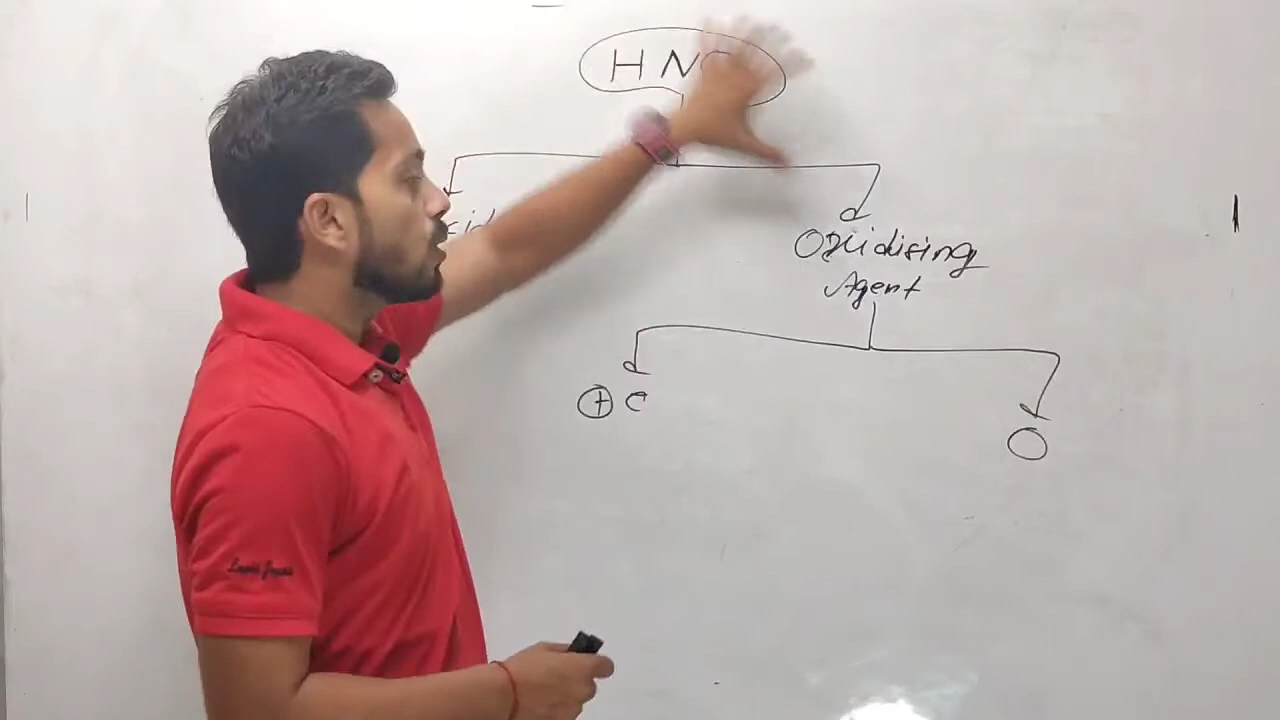 HN
Oxidising
Agent
⊕ e
O